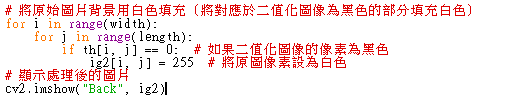 # 將原始圖片背景用白色填充（將對應於二值化圖像為黑色的部分填充白色）
for i in range(width):
    for j in range(length):
        if th[i, j] == 0:  # 如果二值化圖像的像素為黑色
            ig2[i, j] = 255  # 將原圖像素設為白色
# 顯示處理後的圖片
cv2.imshow("Back", ig2)